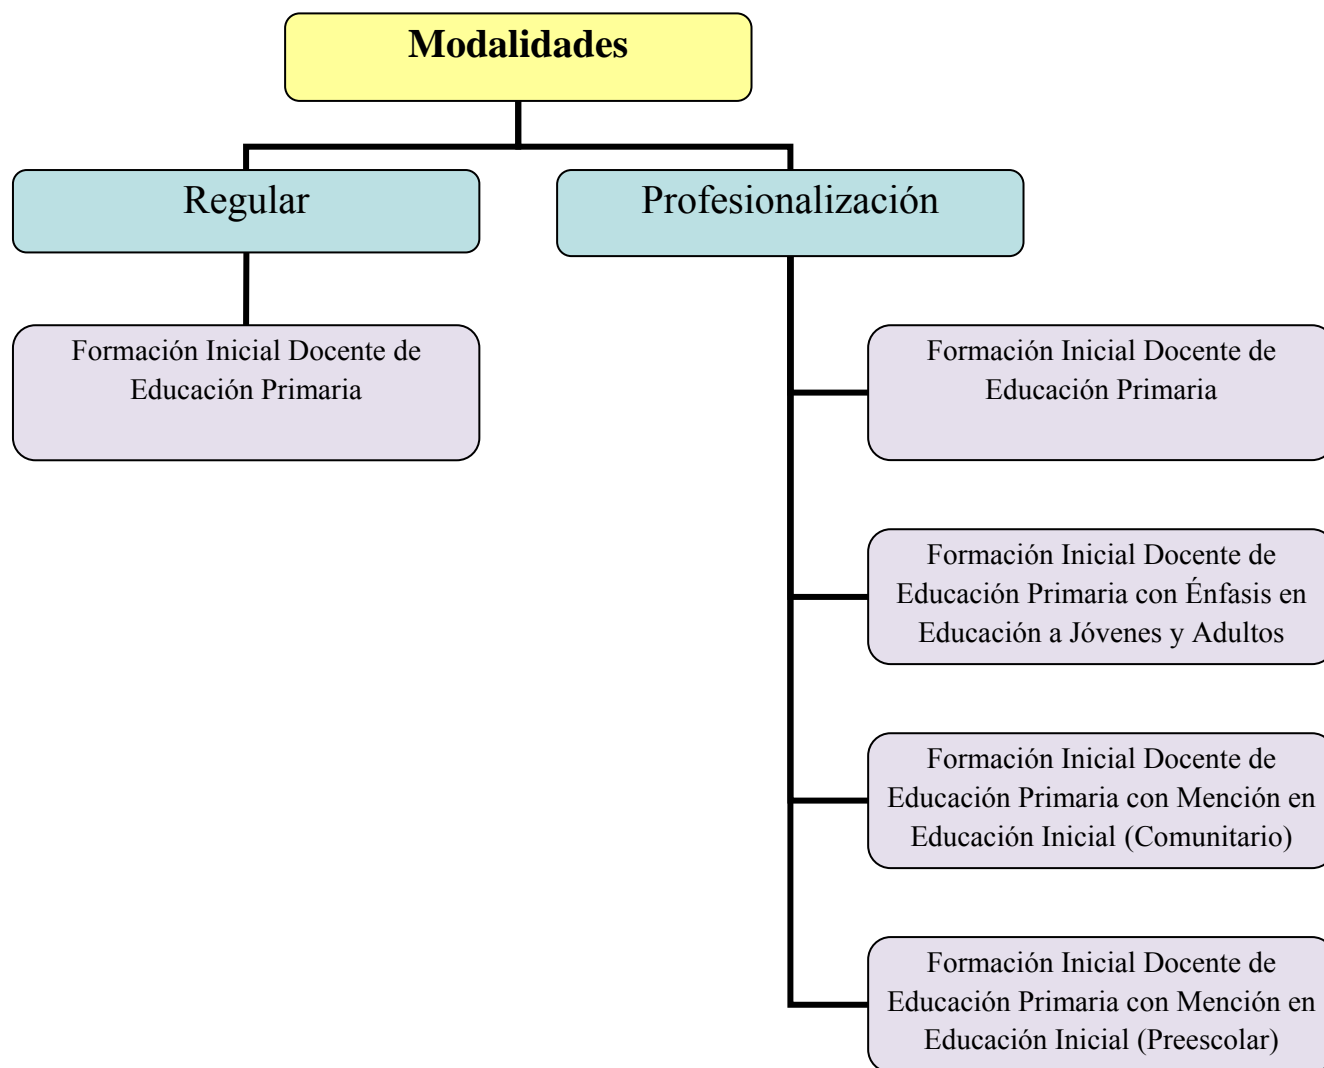 Modalidades
Regular
Profesionalización
Formación Inicial Docente de
Educación Primaria
Formación Inicial Docente de
Educación Primaria
Formación Inicial Docente de
Educación Primaria con Énfasis en
Educación a Jóvenes y Adultos
Formación Inicial Docente de
Educación Primaria con Mención en
Educación Inicial (Comunitario)
Formación Inicial Docente de
Educación Primaria con Mención en
Educación Inicial (Preescolar)